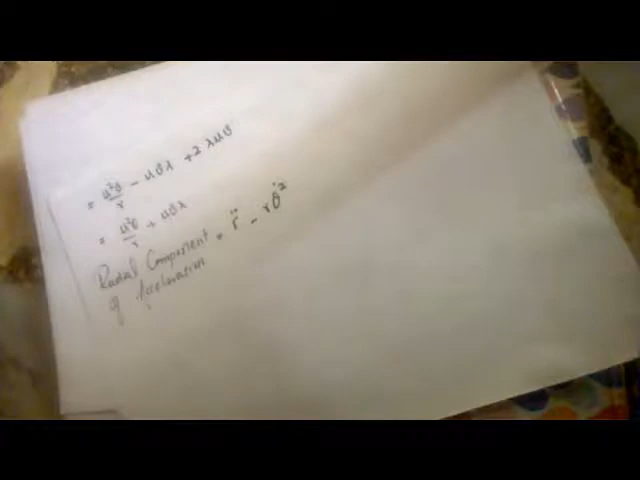 = u²θ/r - uθλ + 2λuθ
= u²θ/r + uθλ
Radial Component = r̈ - rθ̇²
of Acceleration